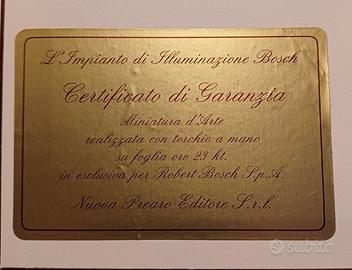 L'Impianto di Illuminazione Bosch
Certificato di Garanzia
Miniatura d'Arte
realizzata con torchio a mano
su foglia oro 23 kt.
in esclusiva per Robert Bosch S.p.A.
Nuova Prearo Editore S.r.l.
subito